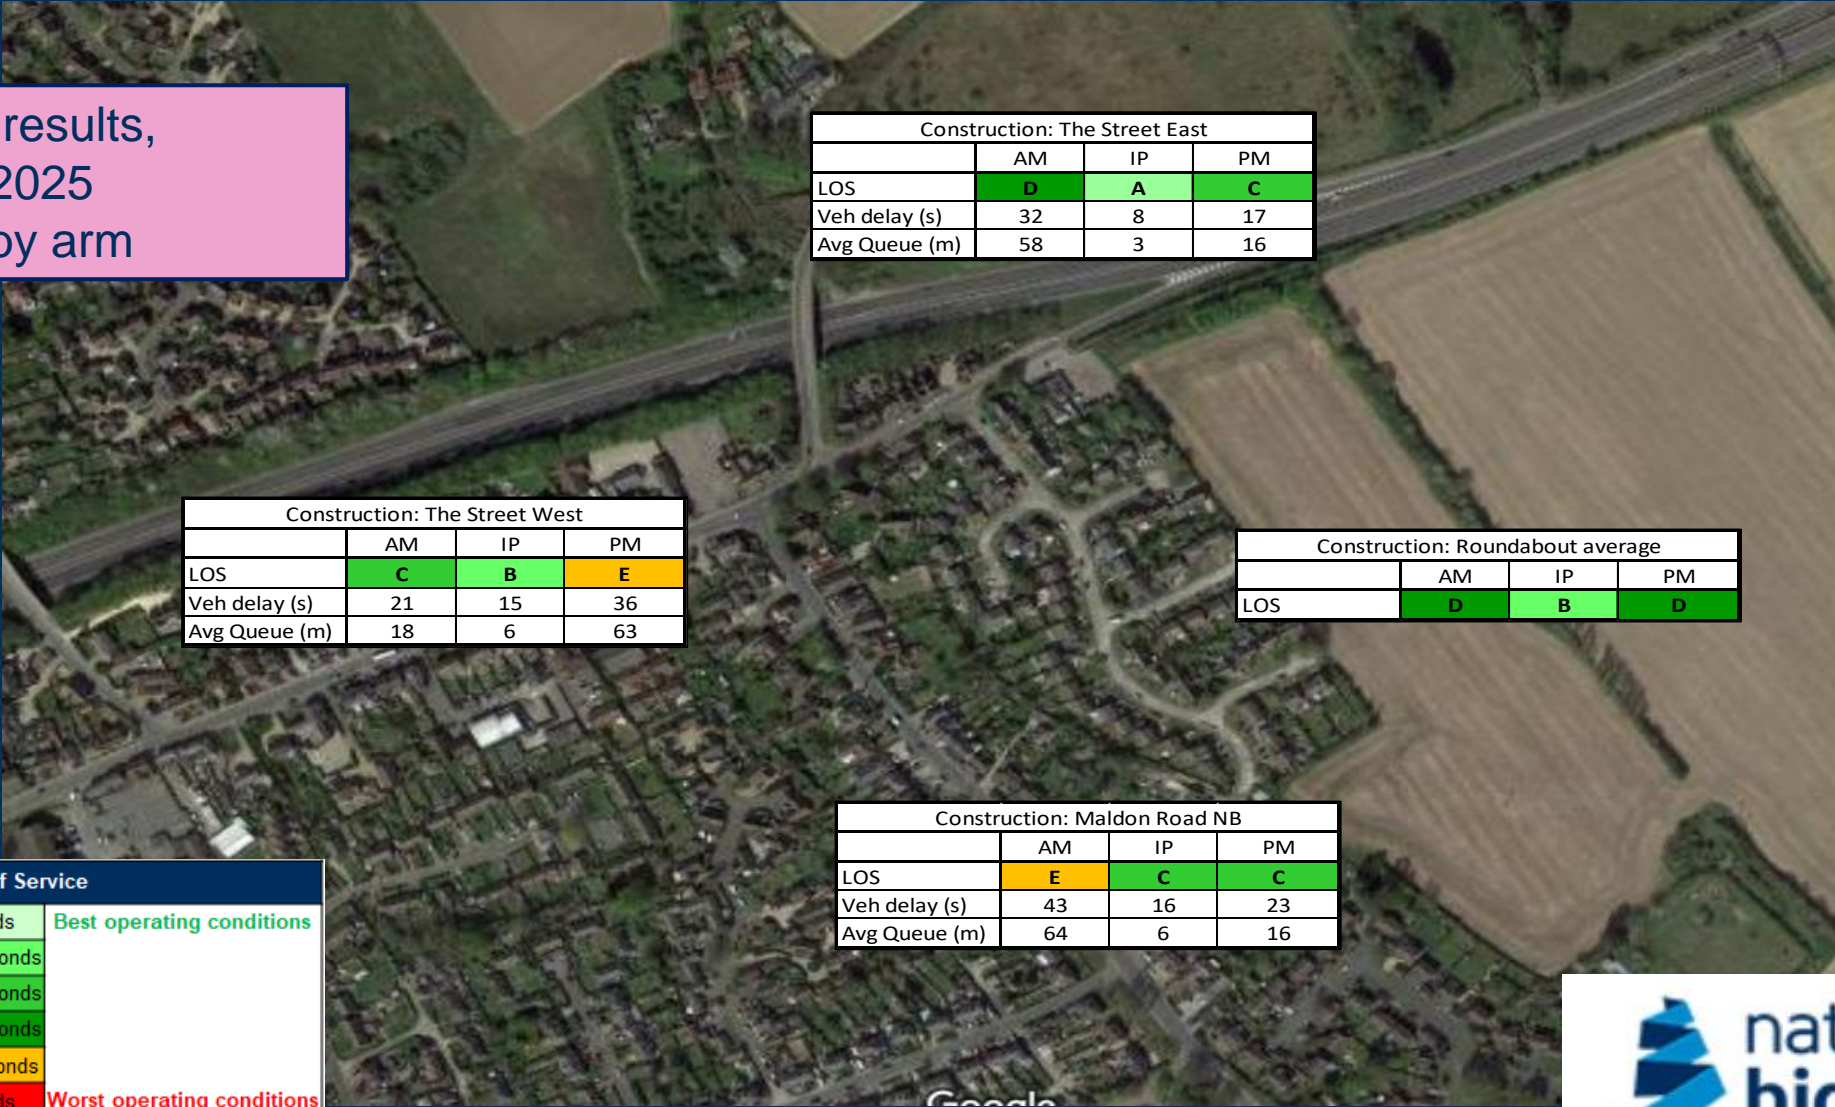 results,
2025
by arm
Construction: The Street East
AM IP PM
LOS D A C
Veh delay (s) 32 8 17
Avg Queue (m) 58 3 16
Construction: The Street West
AM IP PM
LOS C B E
Veh delay (s) 21 15 36
Avg Queue (m) 18 6 63
Construction: Roundabout average
AM IP PM
LOS D B D
Construction: Maldon Road NB
AM IP PM
LOS E C C
Veh delay (s) 43 16 23
Avg Queue (m) 64 6 16
f Service
ds Best operating conditions
onds
onds
onds
onds
ds Worst operating conditions
Google
nat
hig